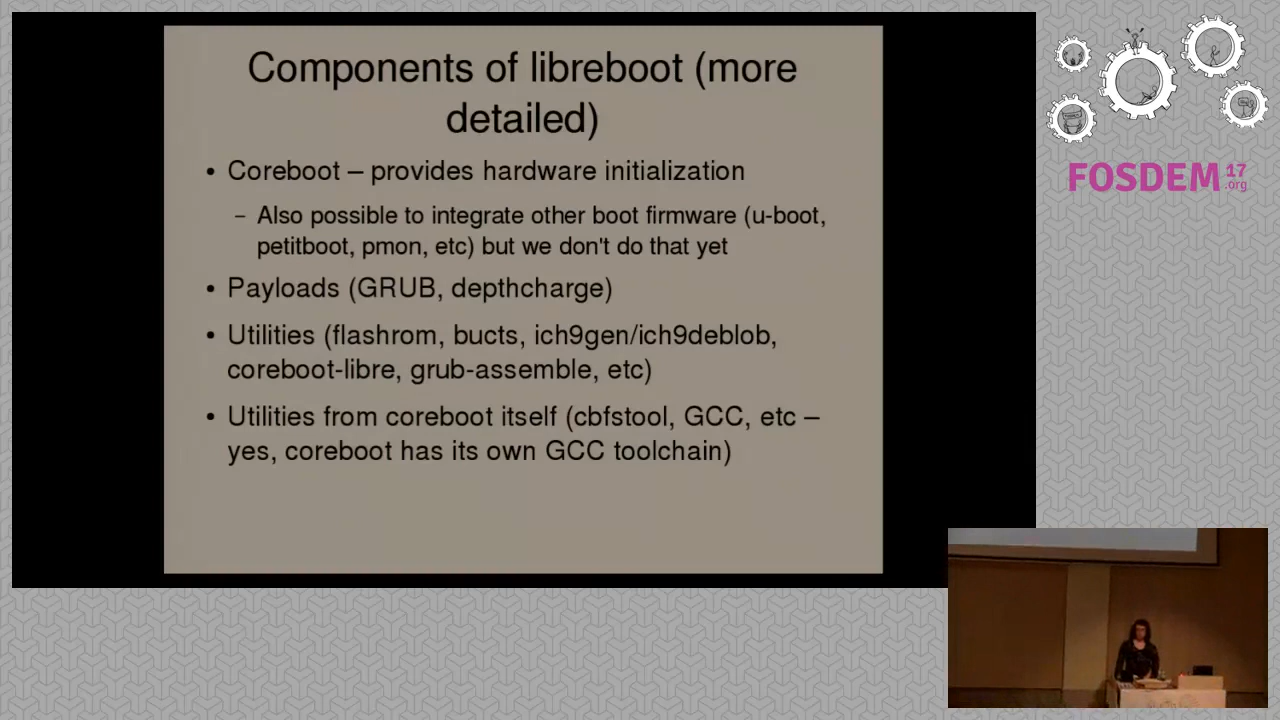 Components of libreboot (more
detailed)
• Coreboot – provides hardware initialization
– Also possible to integrate other boot firmware (u-boot,
petitboot, pmon, etc) but we don't do that yet
• Payloads (GRUB, depthcharge)
• Utilities (flashrom, bucts, ich9gen/ich9deblob,
coreboot-libre, grub-assemble, etc)
• Utilities from coreboot itself (cbfstool, GCC, etc –
yes, coreboot has its own GCC toolchain)
FOSDEM 17
.org